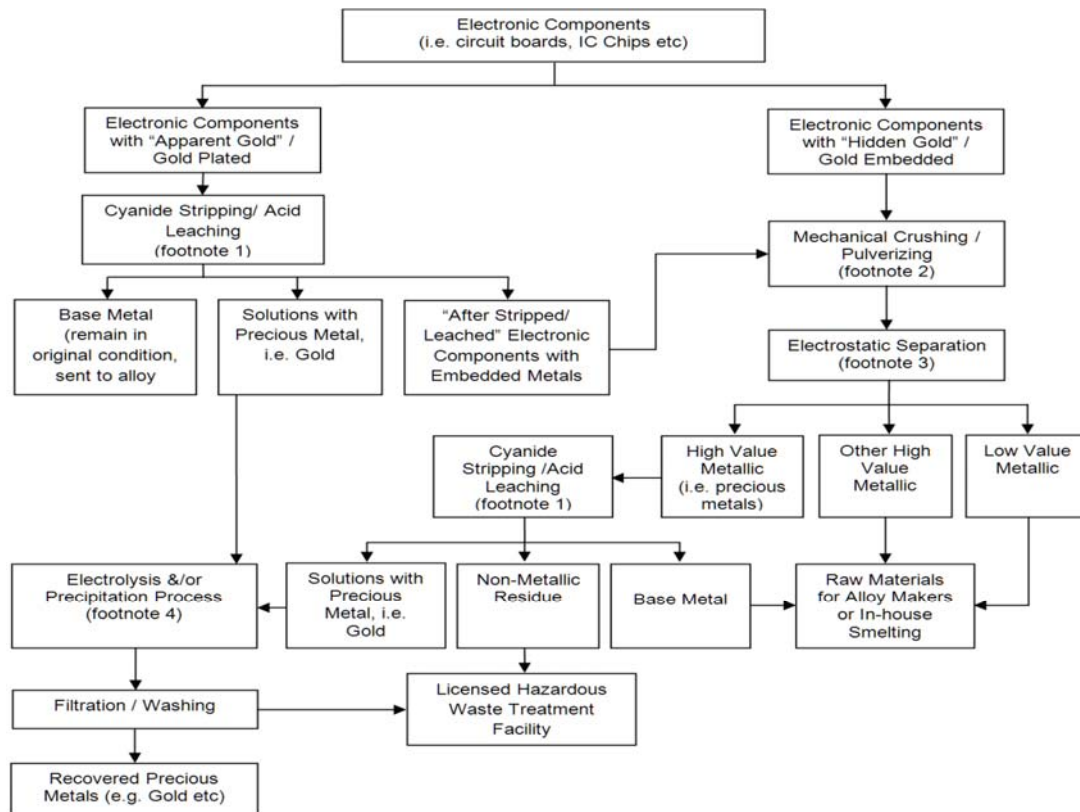 Electronic Components
(i.e. circuit boards, IC Chips etc)
Electronic Components
with “Apparent Gold” /
Gold Plated
Electronic Components
with “Hidden Gold” /
Gold Embedded
Cyanide Stripping/ Acid
Leaching
(footnote 1)
Mechanical Crushing /
Pulverizing
(footnote 2)
Base Metal
(remain in
original condition,
sent to alloy
Solutions with
Precious Metal,
i.e. Gold
“After Stripped/
Leached” Electronic
Components with
Embedded Metals
Electrostatic Separation
(footnote 3)
Cyanide
Stripping /Acid
Leaching
(footnote 1)
High Value
Metallic
(i.e. precious
metals)
Other High
Value
Metallic
Low Value
Metallic
Electrolysis &/or
Precipitation Process
(footnote 4)
Solutions with
Precious
Metal, i.e.
Gold
Non-Metallic
Residue
Base Metal
Raw Materials
for Alloy Makers
or In-house
Smelting
Filtration / Washing
Licensed Hazardous
Waste Treatment
Facility
Recovered Precious
Metals (e.g. Gold etc)